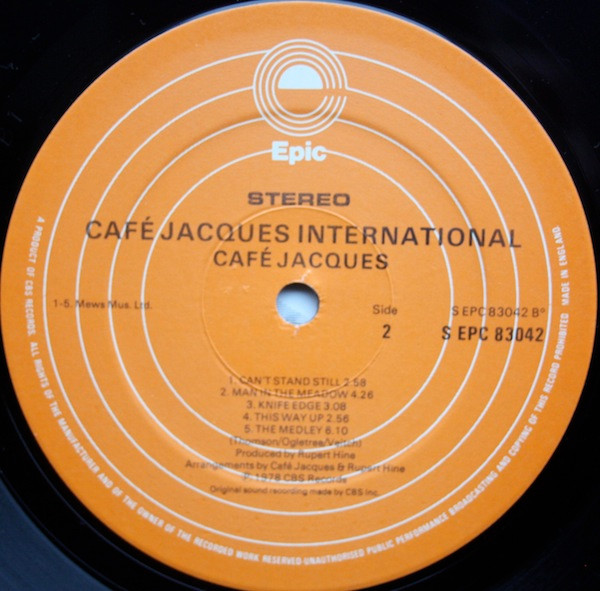 Epic
STEREO
CAFÉ JACQUES INTERNATIONAL
CAFÉ JACQUES
1-5. Mews Mus. Ltd.
Side
2
S EPC 83042 B°
S EPC 83042
1. CAN'T STAND STILL 2.58
2. MAN IN THE MEADOW 4.26
3. KNIFE EDGE 3.08
4. THIS WAY UP 2.56
5. THE MEDLEY 6.10
(Thomson/Ogletree/Veitch)
Produced by Rupert Hine
Arrangements by Café Jacques & Rupert Hine
℗ 1978 CBS Records
Original sound recording made by CBS Inc.
A PRODUCT OF CBS RECORDS. ALL RIGHTS OF THE MANUFACTURER AND OF THE OWNER OF THE RECORDED WORK RESERVED-UNAUTHORISED PUBLIC PERFORMANCE BROADCASTING AND COPYING OF THIS RECORD PROHIBITED MADE IN ENGLAND